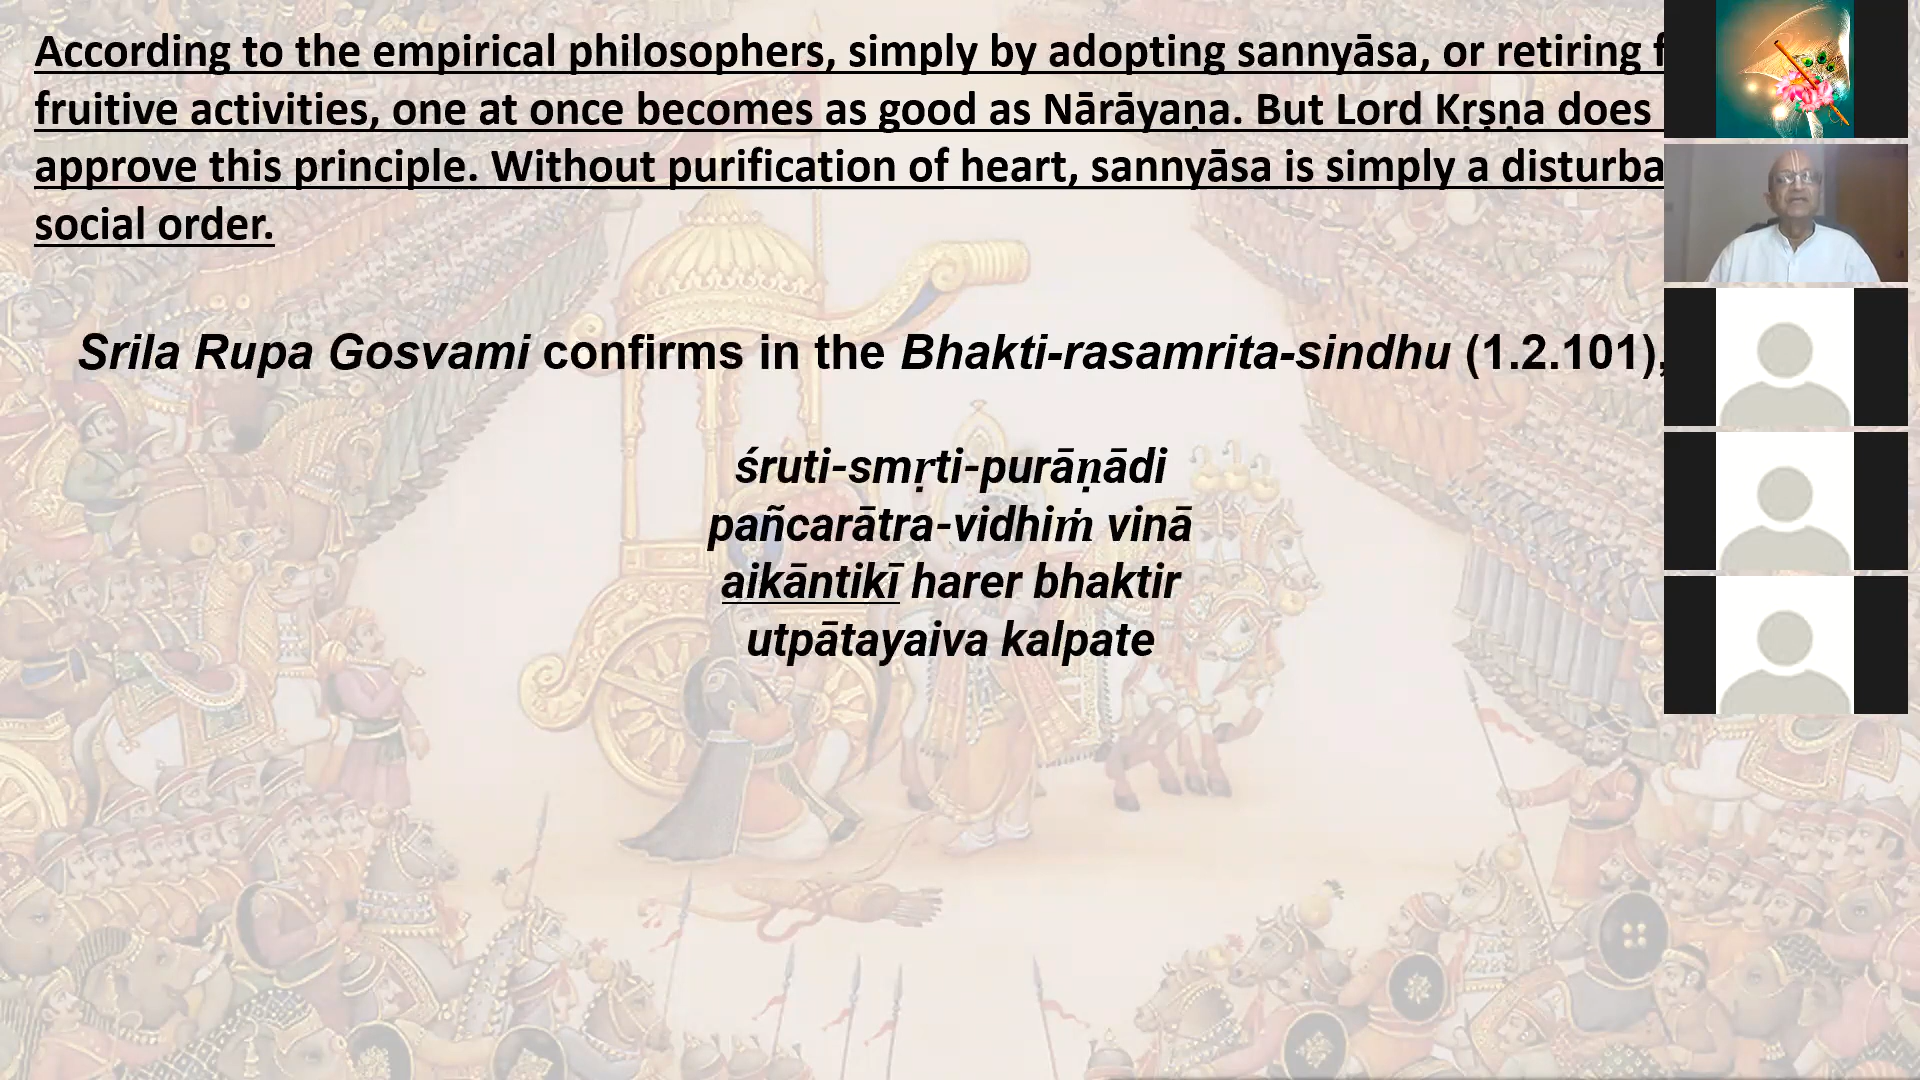 According to the empirical philosophers, simply by adopting sannyāsa, or retiring
fruitive activities, one at once becomes as good as Nārāyaṇa. But Lord Kṛṣṇa does
approve this principle. Without purification of heart, sannyāsa is simply a
social order.
Srila Rupa Gosvami confirms in the Bhakti-rasamrita-sindhu (1.2.101),
śruti-smṛti-purāṇādi
pañcarātra-vidhiṁ vinā
aikāntikī harer bhaktir
utpātayaiva kalpate